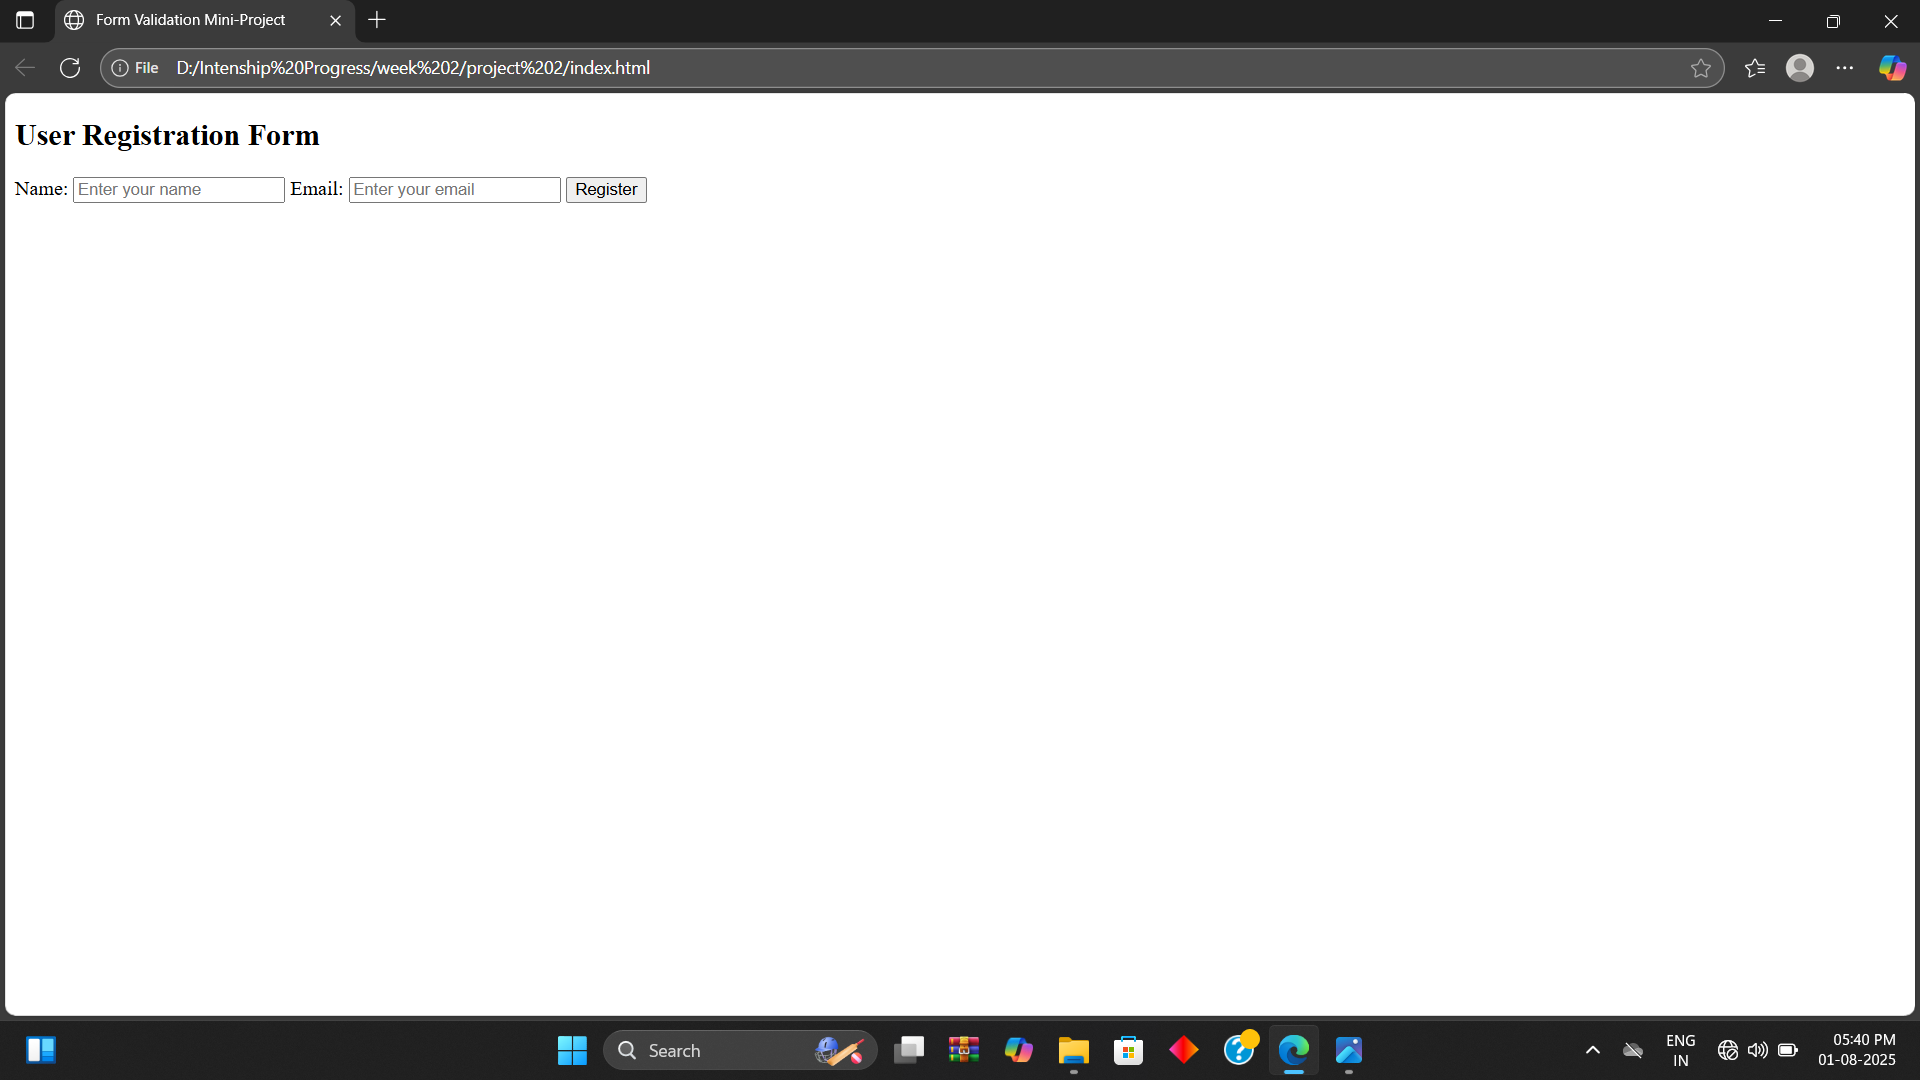 Form Validation Mini-Project
File D:/Intenship%20Progress/week%202/project%202/index.html
User Registration Form
Name: Enter your name Email: Enter your email Register
Search
ENG
IN
05:40 PM
01-08-2025